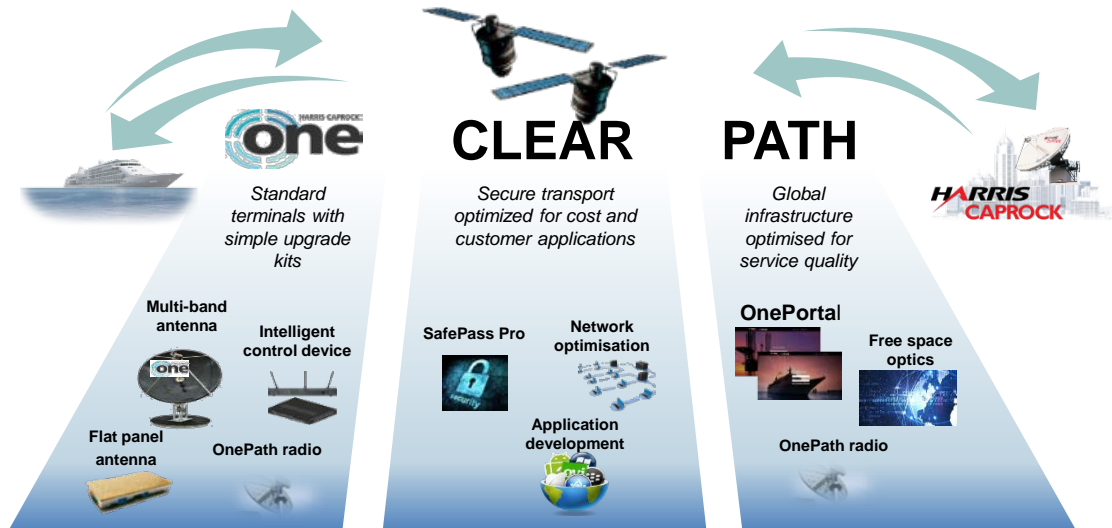 HARRIS CAPROCK
one
CLEAR
PATH
Standard
terminals with
simple upgrade
kits
Secure transport
optimized for cost and
customer applications
Global
infrastructure
optimised for
service quality
HARRIS
CAPROCK
Multi-band
antenna
one
Intelligent
control device
Flat panel
antenna
OnePath radio
SafePass Pro
security
Network
optimisation
Application
development
OnePortal
Free space
optics
OnePath radio